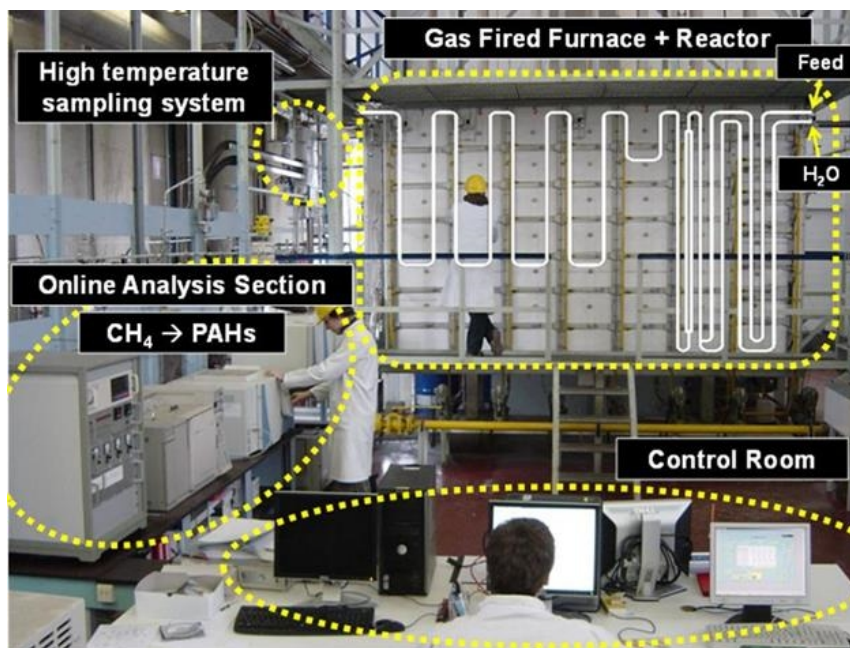 Gas Fired Furnace + Reactor
High temperature
sampling system
Feed
H₂O
Online Analysis Section
CH₄ → PAHs
Control Room